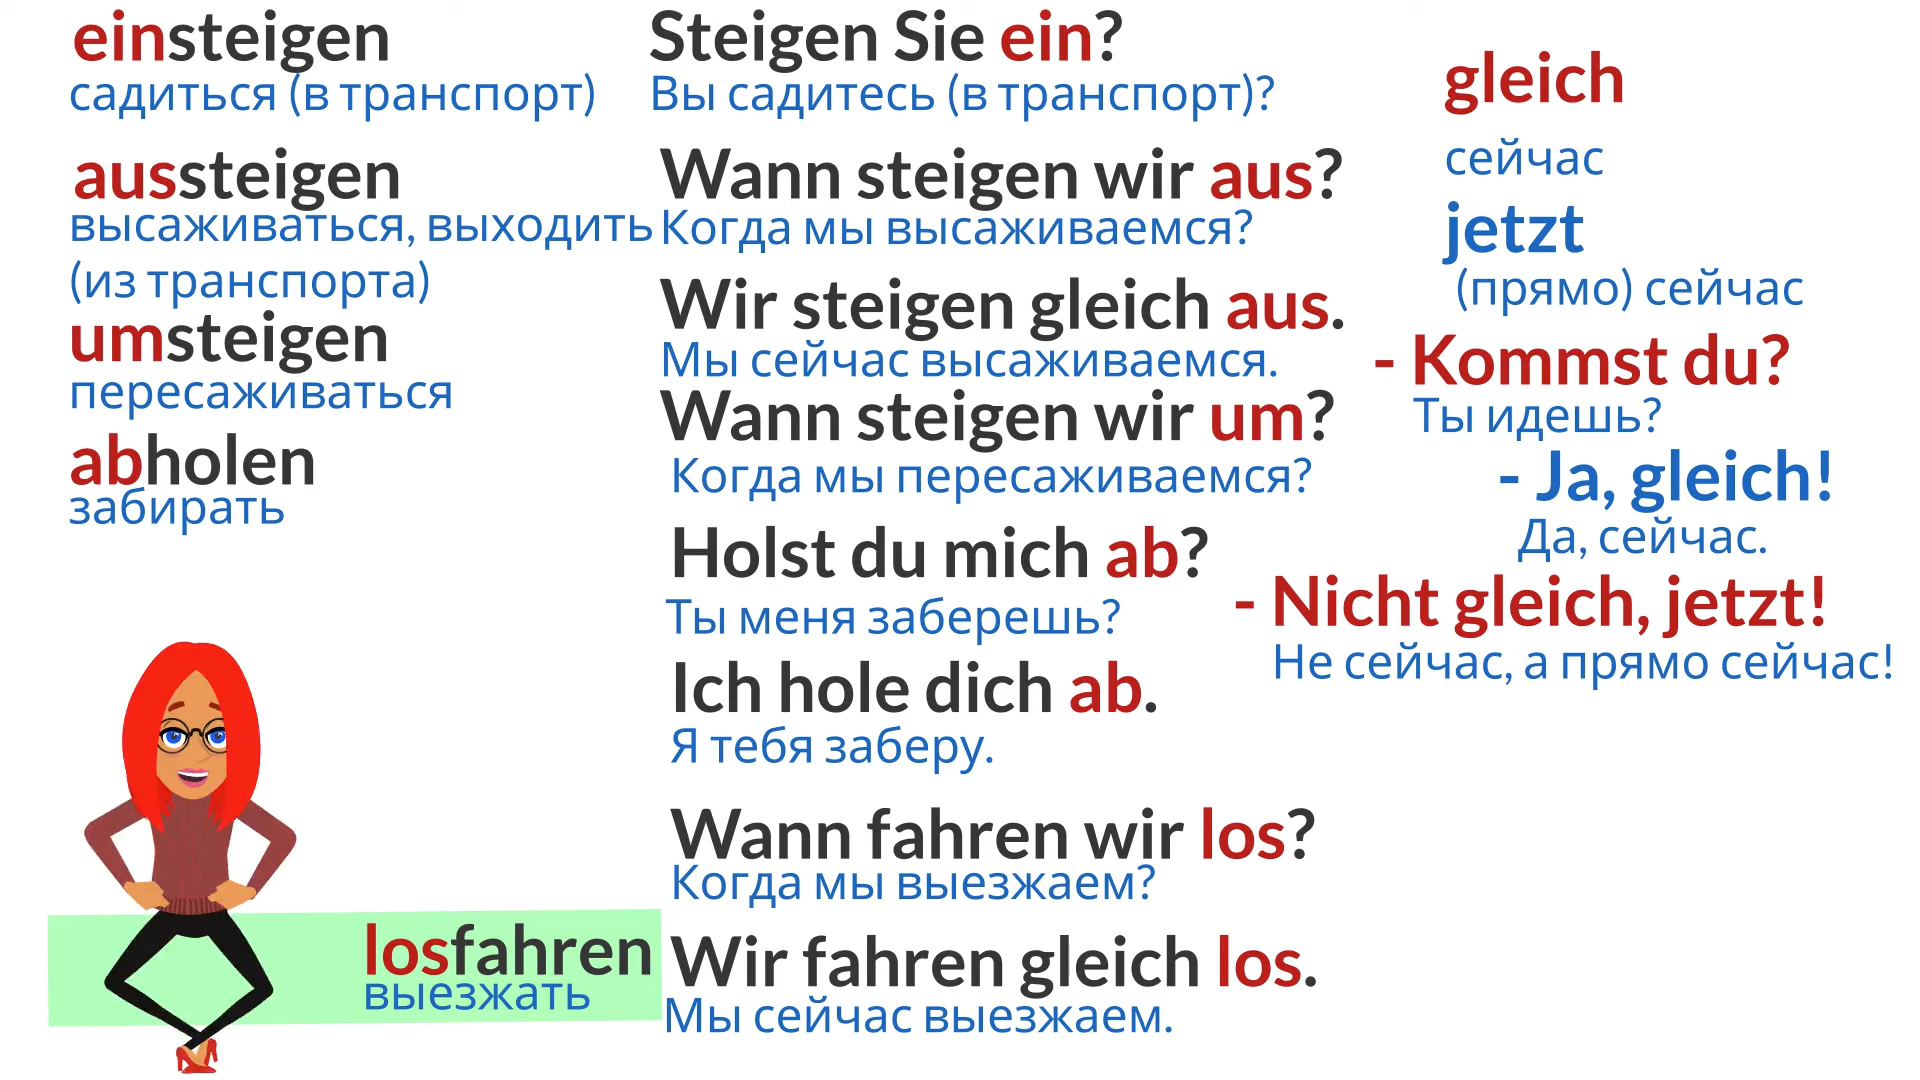 einsteigen
садиться (в транспорт)
aussteigen
высаживаться, выходить
(из транспорта)
umsteigen
пересаживаться
abholen
забирать
losfahren
выезжать
Steigen Sie ein?
Вы садитесь (в транспорт)?
Wann steigen wir aus?
Когда мы высаживаемся?
Wir steigen gleich aus.
Мы сейчас высаживаемся.
Wann steigen wir um?
Когда мы пересаживаемся?
Holst du mich ab?
Ты меня заберешь?
Ich hole dich ab.
Я тебя заберу.
Wann fahren wir los?
Когда мы выезжаем?
Wir fahren gleich los.
Мы сейчас выезжаем.
gleich
сейчас
jetzt
(прямо) сейчас
- Kommst du?
Ты идешь?
- Ja, gleich!
Да, сейчас.
- Nicht gleich, jetzt!
Не сейчас, а прямо сейчас!